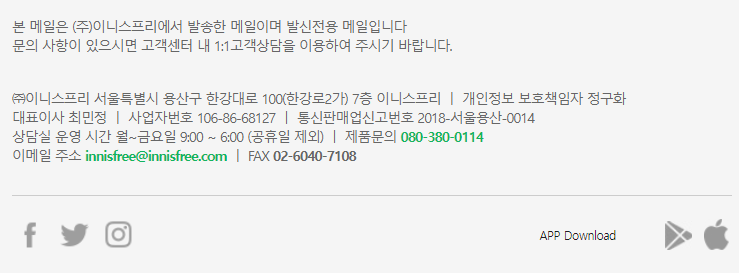 본 메일은 (주)이니스프리에서 발송한 메일이며 발신전용 메일입니다
문의 사항이 있으시면 고객센터 내 1:1고객상담을 이용하여 주시기 바랍니다.
㈜이니스프리 서울특별시 용산구 한강대로 100(한강로2가) 7층 이니스프리 | 개인정보 보호책임자 정구화
대표이사 최민정 | 사업자번호 106-86-68127 | 통신판매업신고번호 2018-서울용산-0014
상담실 운영 시간 월~금요일 9:00 ~ 6:00 (공휴일 제외) | 제품문의 080-380-0114
이메일 주소 innisfree@innisfree.com | FAX 02-6040-7108
APP Download